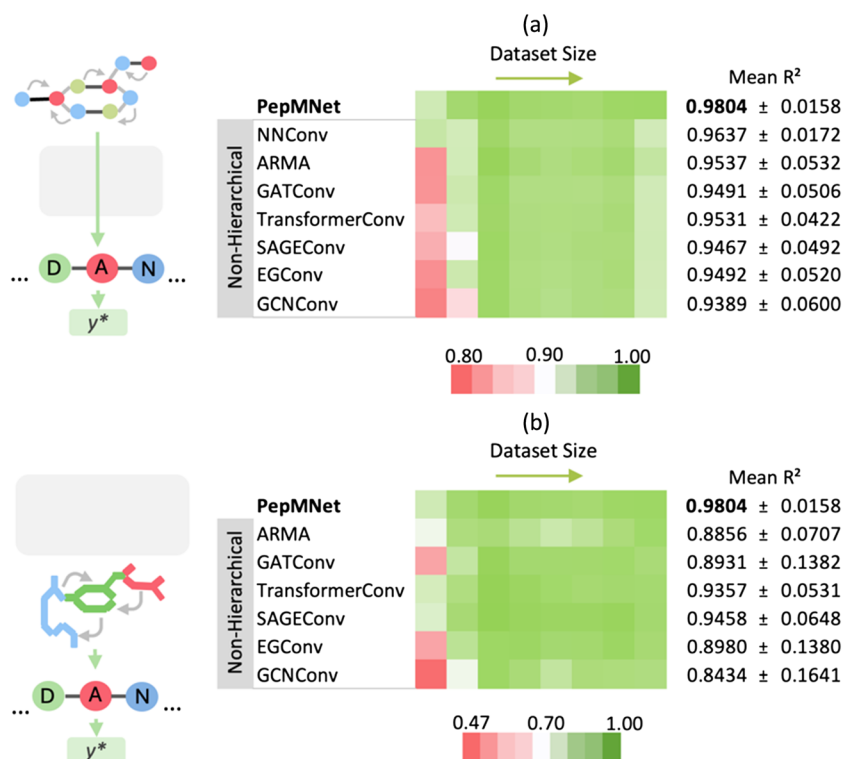 (a)
Dataset Size
Mean R²
PepMNet 0.9804 ± 0.0158
Non-Hierarchical
NNConv 0.9637 ± 0.0172
ARMA 0.9537 ± 0.0532
GATConv 0.9491 ± 0.0506
TransformerConv 0.9531 ± 0.0422
SAGEConv 0.9467 ± 0.0492
EGConv 0.9492 ± 0.0520
GCNConv 0.9389 ± 0.0600
... D A N ...
y*
0.80 0.90 1.00
(b)
Dataset Size
Mean R²
PepMNet 0.9804 ± 0.0158
Non-Hierarchical
ARMA 0.8856 ± 0.0707
GATConv 0.8931 ± 0.1382
TransformerConv 0.9357 ± 0.0531
SAGEConv 0.9458 ± 0.0648
EGConv 0.8980 ± 0.1380
GCNConv 0.8434 ± 0.1641
... D A N ...
y*
0.47 0.70 1.00